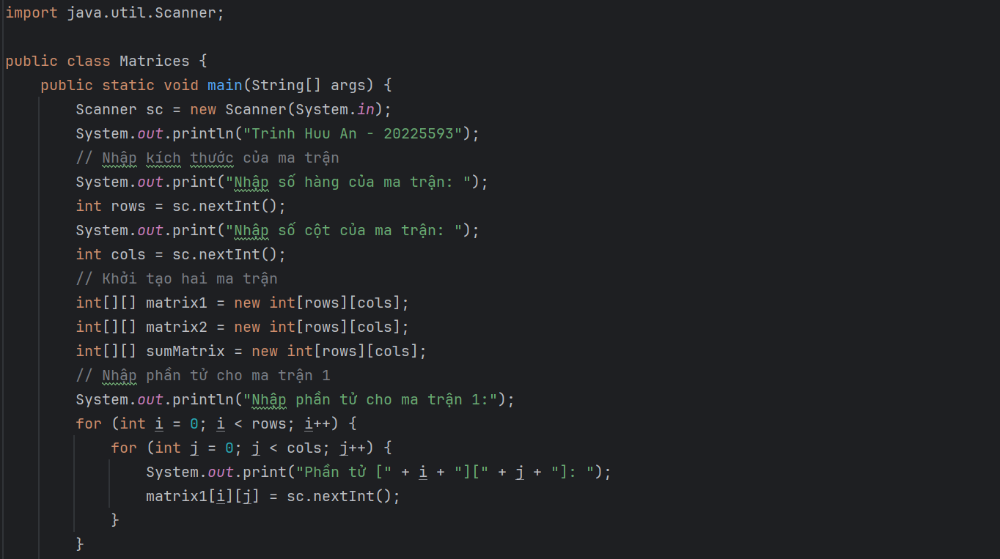 import java.util.Scanner;
public class Matrices {
public static void main(String[] args) {
Scanner sc = new Scanner(System.in);
System.out.println("Trinh Huu An - 20225593");
// Nhập kích thước của ma trận
System.out.print("Nhập số hàng của ma trận: ");
int rows = sc.nextInt();
System.out.print("Nhập số cột của ma trận: ");
int cols = sc.nextInt();
// Khởi tạo hai ma trận
int[][] matrix1 = new int[rows][cols];
int[][] matrix2 = new int[rows][cols];
int[][] sumMatrix = new int[rows][cols];
// Nhập phần tử cho ma trận 1
System.out.println("Nhập phần tử cho ma trận 1:");
for (int i = 0; i < rows; i++) {
for (int j = 0; j < cols; j++) {
System.out.print("Phần tử [" + i + "][" + j + "]: ");
matrix1[i][j] = sc.nextInt();
}
}